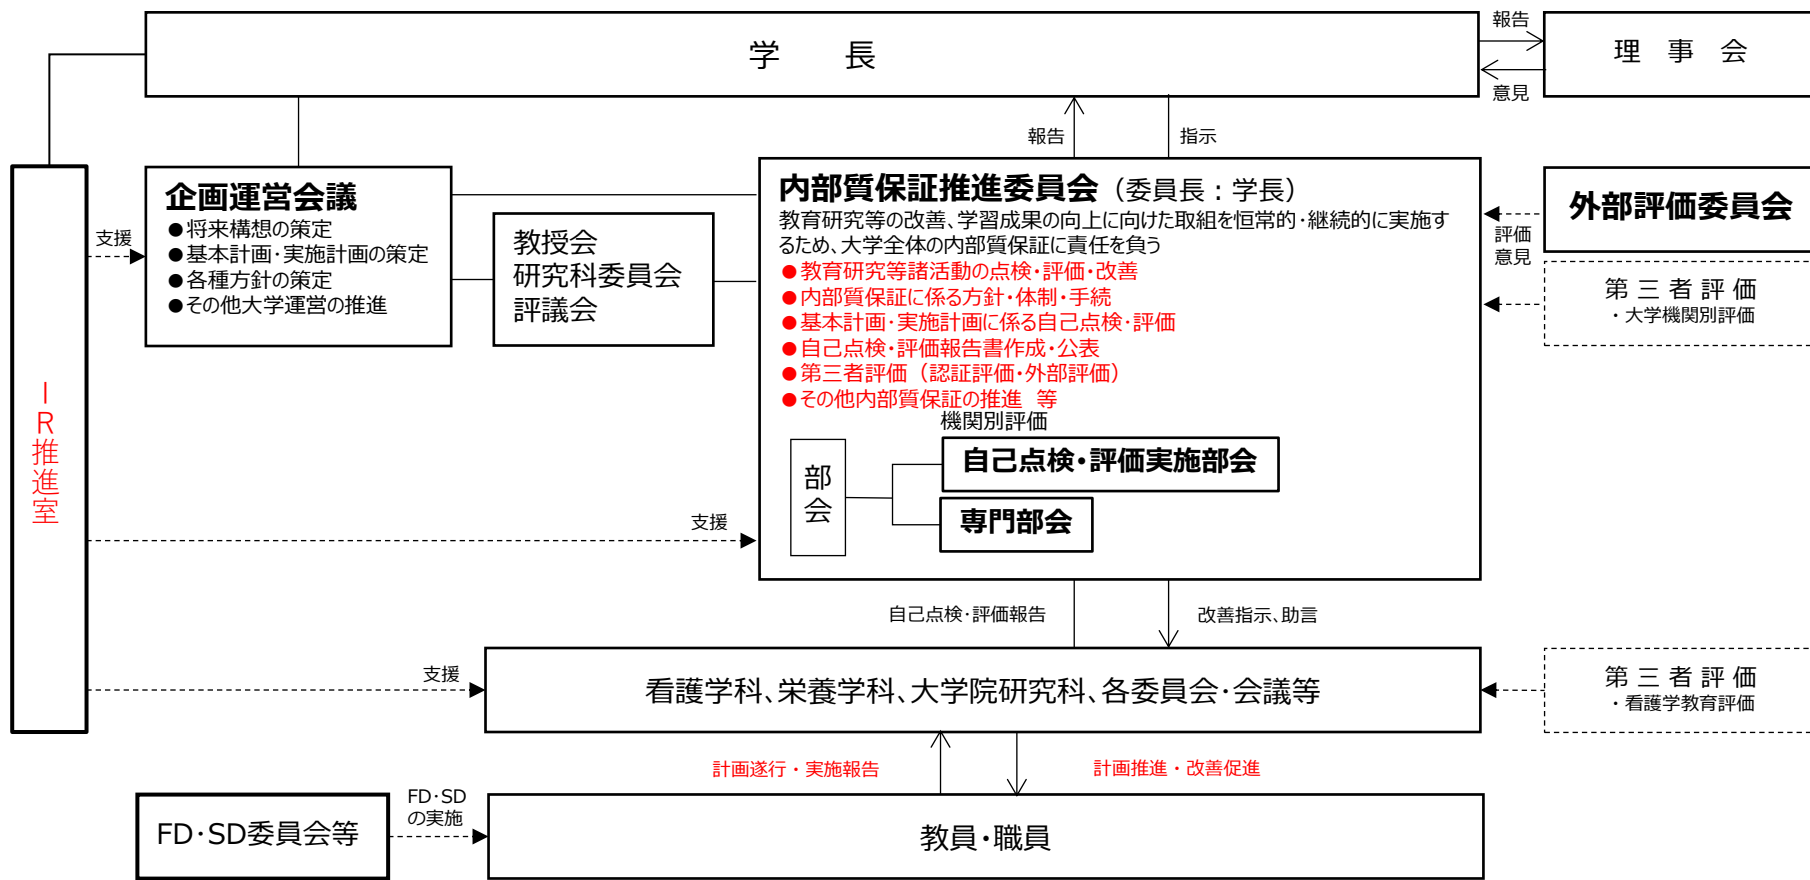 学　長
報告
理 事 会
意見
報告
指示
企画運営会議
●将来構想の策定
●基本計画・実施計画の策定
●各種方針の策定
●その他大学運営の推進
支援
教授会
研究科委員会
評議会
内部質保証推進委員会（委員長：学長）
教育研究等の改善、学習成果の向上に向けた取組を恒常的・継続的に実施す
るため、大学全体の内部質保証に責任を負う
●教育研究等諸活動の点検・評価・改善
●内部質保証に係る方針・体制・手続
●基本計画・実施計画に係る自己点検・評価
●自己点検・評価報告書作成・公表
●第三者評価（認証評価・外部評価）
●その他内部質保証の推進　等
機関別評価
部会
自己点検・評価実施部会
専門部会
外部評価委員会
評価
意見
第 三 者 評 価
・大学機関別評価
IR推進室
支援
自己点検・評価報告
改善指示、助言
支援
看護学科、栄養学科、大学院研究科、各委員会・会議等
第 三 者 評 価
・看護学教育評価
計画遂行・実施報告
計画推進・改善促進
FD・SD委員会等
FD・SD
の実施
教員・職員